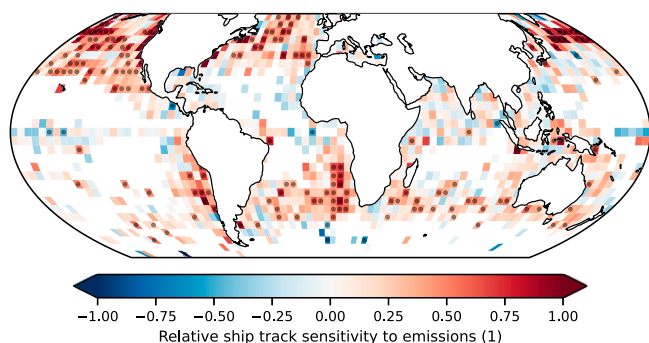 −1.00 −0.75 −0.50 −0.25 0.00 0.25 0.50 0.75 1.00
Relative ship track sensitivity to emissions (1)